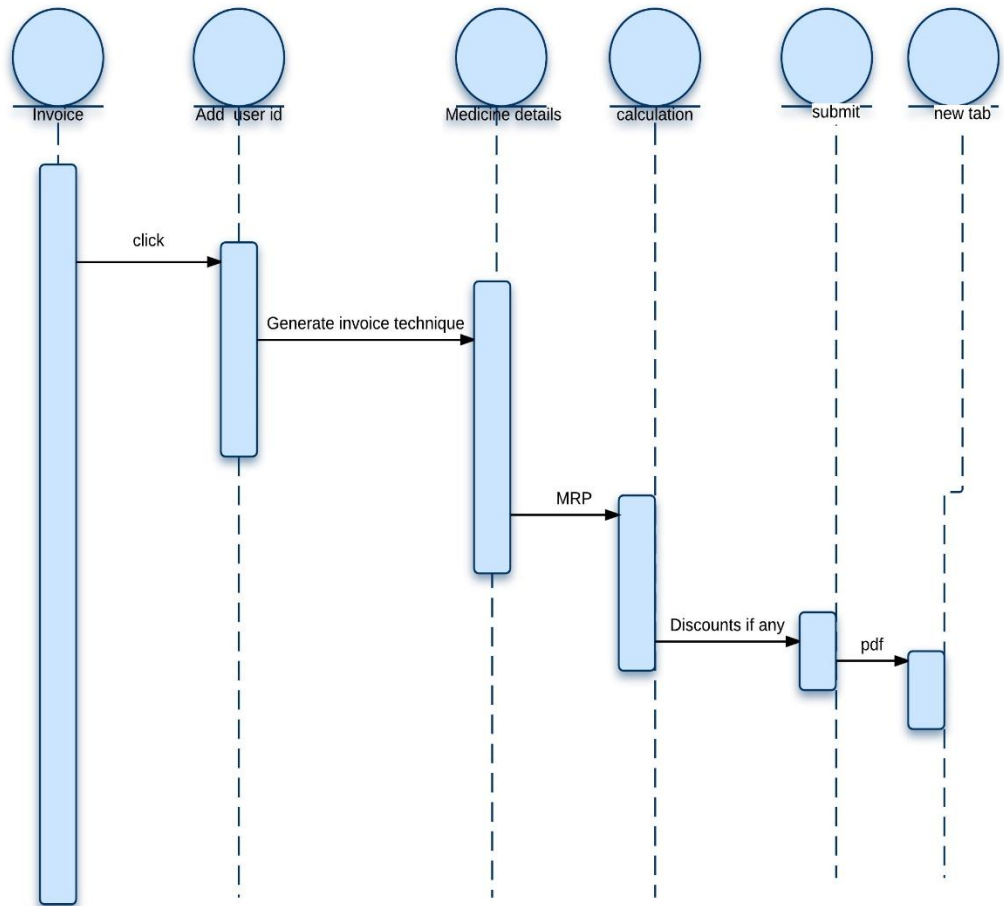 Invoice
Add user id
Medicine details
calculation
submit
new tab
click
Generate invoice technique
MRP
Discounts if any
pdf